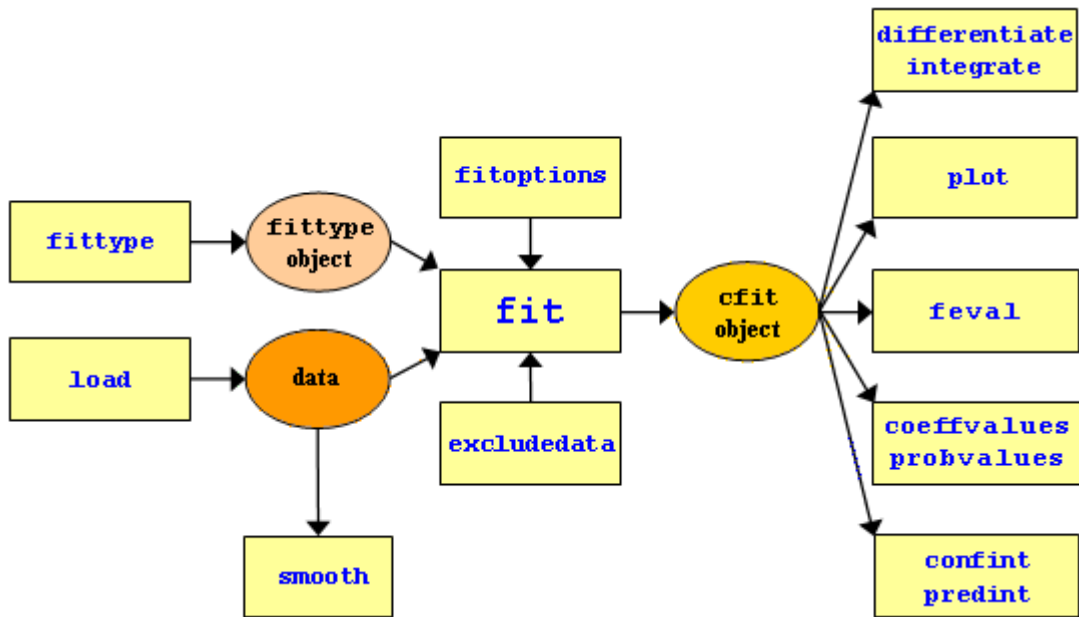 differentiate
integrate
fitoptions
plot
fittype
fittype
object
fit
cfit
object
feval
load
data
excludedata
coeffvalues
probvalues
smooth
confint
predint